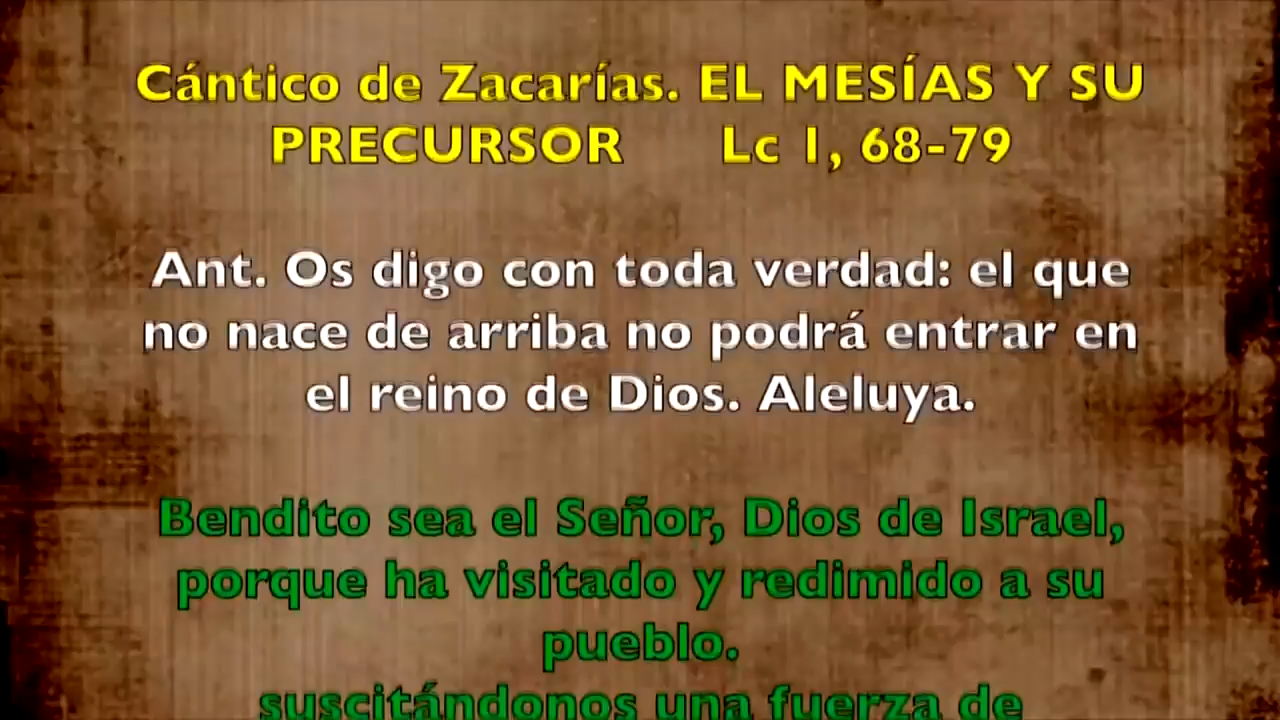 Cántico de Zacarías. EL MESÍAS Y SU
PRECURSOR Lc 1, 68-79
Ant. Os digo con toda verdad: el que
no nace de arriba no podrá entrar en
el reino de Dios. Aleluya.
Bendito sea el Señor, Dios de Israel,
porque ha visitado y redimido a su
pueblo.
suscitándonos una fuerza de